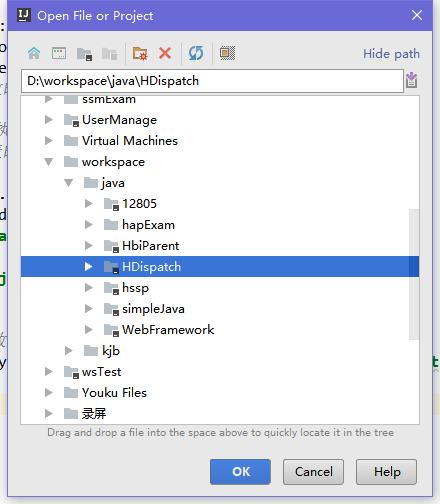 Open File or Project
Hide path
D:\workspace\java\HDispatch
ssmExam
UserManage
Virtual Machines
workspace
java
12805
hapExam
HbiParent
HDispatch
hssp
simpleJava
WebFramework
kjb
wsTest
Youku Files
录屏
Drag and drop a file into the space above to quickly locate it in the tree
OK Cancel Help